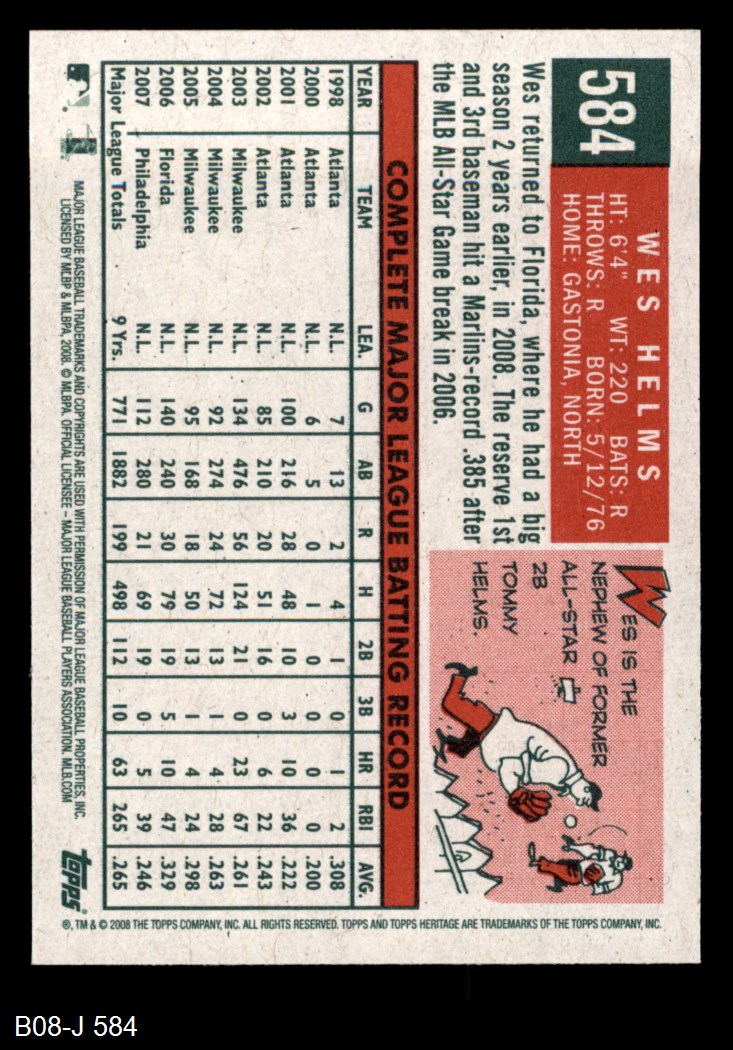 584
WES HELMS
HT: 6'4" WT: 220 BATS: R
THROWS: R BORN: 5/12/76
HOME: GASTONIA, NORTH
Wes returned to Florida, where he had a big
season 2 years earlier, in 2008. The reserve 1st
and 3rd baseman hit a Marlins-record .385 after
the MLB All-Star Game break in 2006.
WES IS THE
NEPHEW OF FORMER
ALL-STAR
2B
TOMMY
HELMS.
COMPLETE MAJOR LEAGUE BATTING RECORD
YEAR TEAM LEA. G AB R H 2B 3B HR RBI AVG.
1998 Atlanta N.L. 7 13 2 4 1 0 1 2 .308
2000 Atlanta N.L. 6 5 0 1 0 0 0 0 .200
2001 Atlanta N.L. 100 216 28 48 10 3 10 36 .222
2002 Atlanta N.L. 85 210 20 51 16 0 6 22 .243
2003 Milwaukee N.L. 134 476 56 124 21 0 23 67 .261
2004 Milwaukee N.L. 92 274 24 72 13 1 4 28 .263
2005 Milwaukee N.L. 95 168 18 50 13 1 4 24 .298
2006 Florida N.L. 140 240 30 79 19 5 10 47 .329
2007 Philadelphia N.L. 112 280 21 69 19 0 5 39 .246
Major League Totals 9 Yrs. 771 1882 199 498 112 10 63 265 .265
MAJOR LEAGUE BASEBALL TRADEMARKS AND COPYRIGHTS ARE USED WITH PERMISSION OF MAJOR LEAGUE BASEBALL PROPERTIES, INC.
LICENSED BY MLBP & MLBPA, 2008. © MLBPA. OFFICIAL LICENSEE – MAJOR LEAGUE BASEBALL PLAYERS ASSOCIATION. MLB.COM
topps
®, TM & © 2008 THE TOPPS COMPANY, INC. ALL RIGHTS RESERVED. TOPPS AND TOPPS HERITAGE ARE TRADEMARKS OF THE TOPPS COMPANY, INC.
B08-J 584